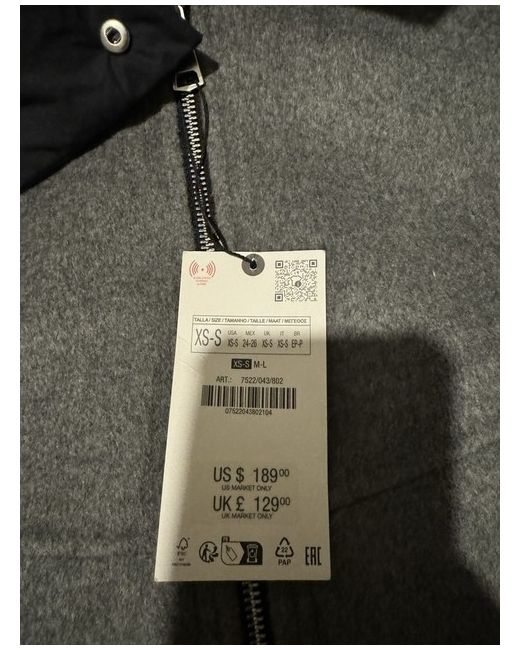 TALLA / SIZE / TAMANHO / TAILLE / MAAT / ΜΕΓΕΘΟΣ
XS-S
USA MEX UK IT BR
XS-S 24-26 XS-S XS-S EP-P
XS-S M-L
ART.: 7522/043/802
07522043802104
US $ 189.00
US MARKET ONLY
UK £ 129.00
UK MARKET ONLY
FSC
22
PAP
EAC